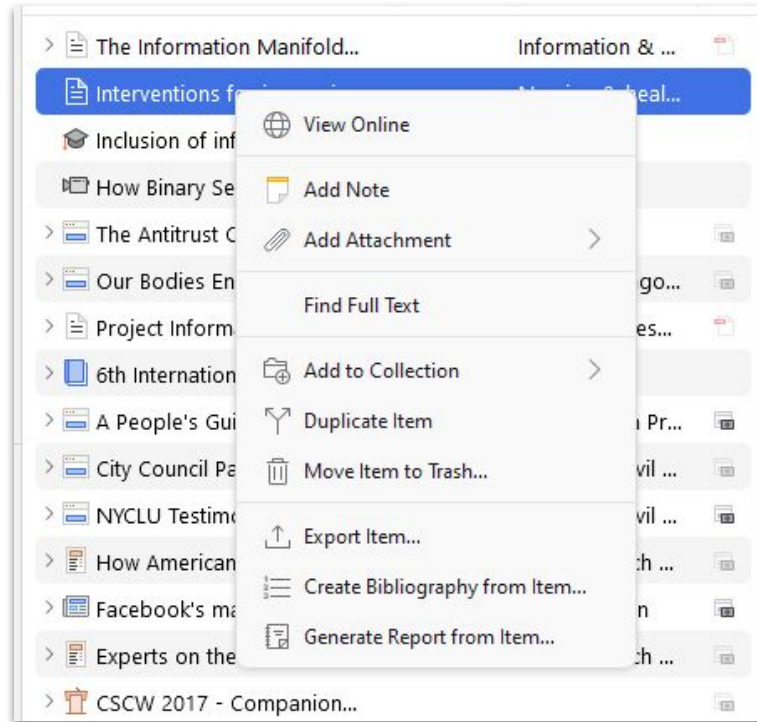 The Information Manifold... Information & ...
Interventions
Inclusion of inf
View Online
How Binary Se
Add Note
The Antitrust C
Add Attachment
Our Bodies En go...
Find Full Text
Project Inform es...
6th Internation
Add to Collection
A People's Gui Pr...
Duplicate Item
City Council Pa vil ...
Move Item to Trash...
NYCLU Testimo vil ...
Export Item...
How American ch ...
Create Bibliography from Item...
Facebook's ma n
Generate Report from Item...
Experts on the ch ...
CSCW 2017 - Companion...